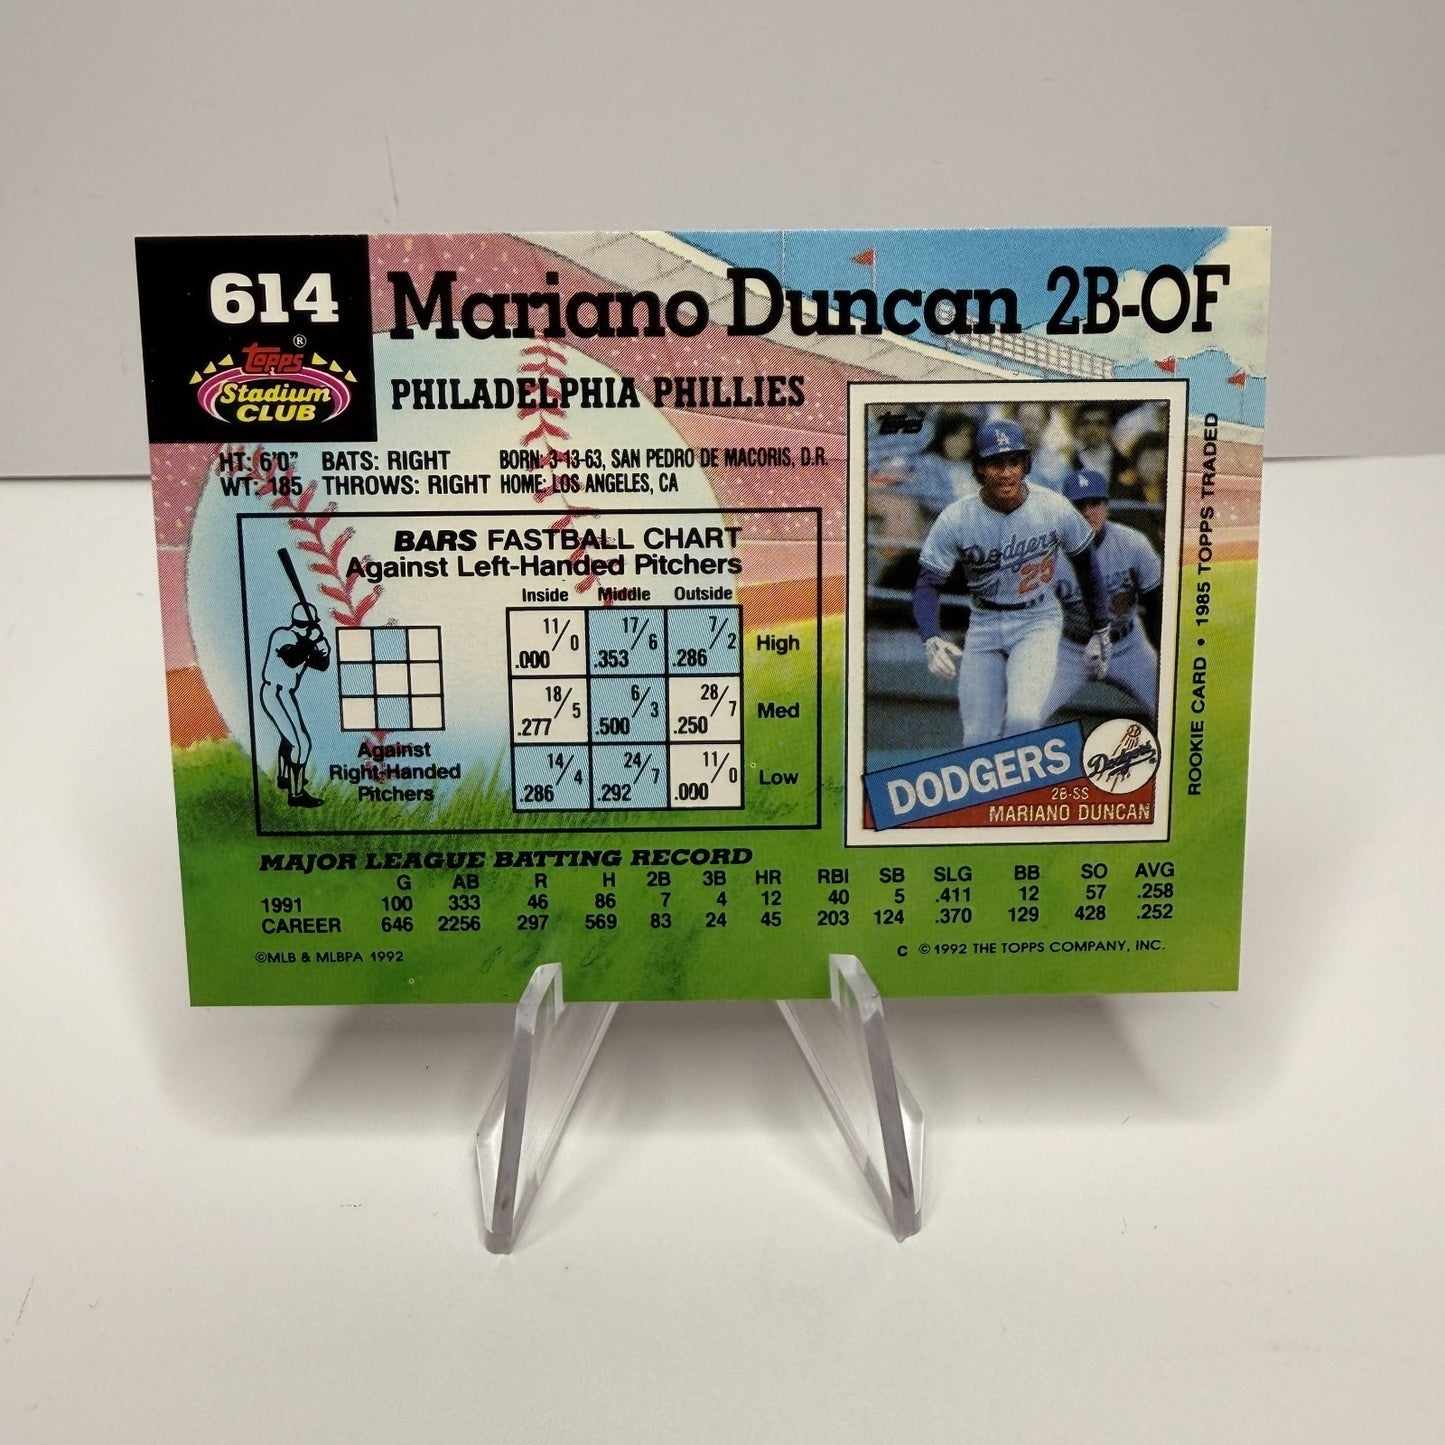 614
Mariano Duncan 2B-OF
Topps ®
Stadium
CLUB
PHILADELPHIA PHILLIES
HT: 6'0" BATS: RIGHT BORN: 3-13-63, SAN PEDRO DE MACORIS, D.R.
WT: 185 THROWS: RIGHT HOME: LOS ANGELES, CA
BARS FASTBALL CHART
Against Left-Handed Pitchers
Inside Middle Outside
11/0 17/6 7/2
.000 .353 .286 High
18/5 6/3 28/7
.277 .500 .250 Med
14/4 24/7 11/0
.286 .292 .000 Low
Against
Right-Handed
Pitchers
Topps
LA
Dodgers
25
DODGERS
Dodgers
2B-SS
MARIANO DUNCAN
ROOKIE CARD • 1985 TOPPS TRADED
MAJOR LEAGUE BATTING RECORD
G AB R H 2B 3B HR RBI SB SLG BB SO AVG
1991 100 333 46 86 7 4 12 40 5 .411 12 57 .258
CAREER 646 2256 297 569 83 24 45 203 124 .370 129 428 .252
©MLB & MLBPA 1992
C © 1992 THE TOPPS COMPANY, INC.